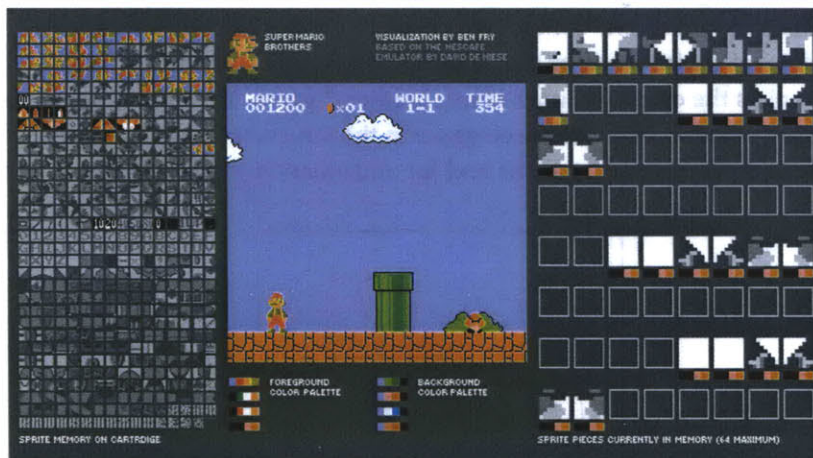 SUPER MARIO
BROTHERS
VISUALIZATION BY BEN FRY
BASED ON THE NESCAFE
EMULATOR BY DAVID DE NIESE
MARIO WORLD TIME
001200 x01 1-1 354
FOREGROUND
COLOR PALETTE
BACKGROUND
COLOR PALETTE
SPRITE MEMORY ON CARTRDIGE
SPRITE PIECES CURRENTLY IN MEMORY (64 MAXIMUM)